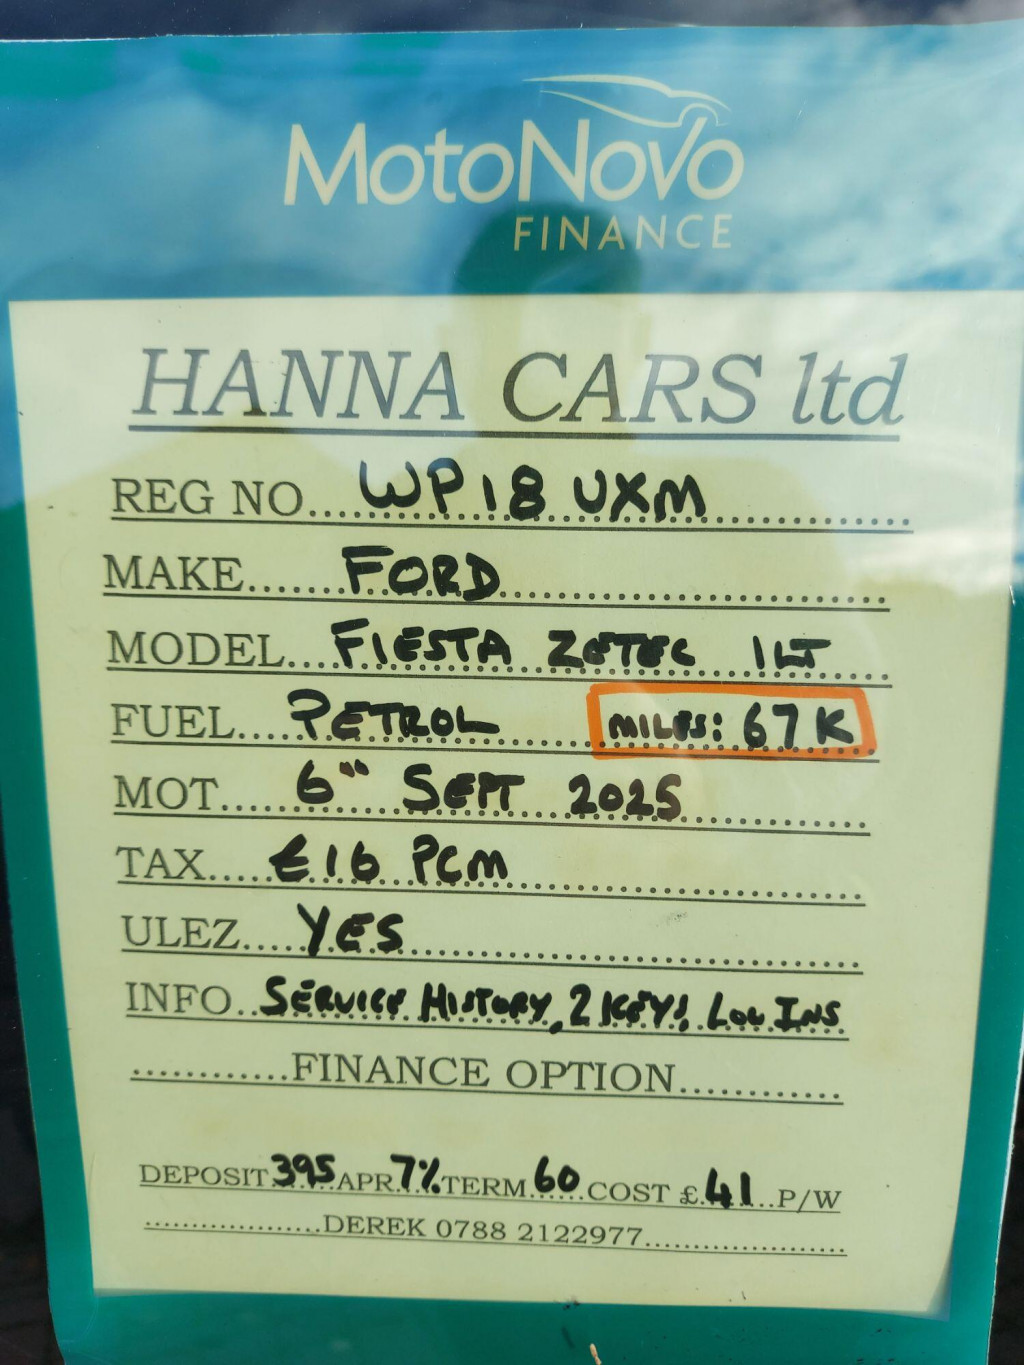 MOTONOVO
FINANCE
HANNA CARS ltd
REG NO....WP18 UXM..............
MAKE......FORD..............
MODEL....FIESTA ZETEC 1LT
FUEL....PETROL......MILES: 67K
MOT.....6TH SEPT 2025..............
TAX.....£16 PCM..............
ULEZ....YES..............
INFO..SERVICE HISTORY, 2 KEYS, LOW INS
............FINANCE OPTION...........
DEPOSIT 395 APR 7% TERM 60 COST £ 41 P/W
...................DEREK 0788 2122977......................